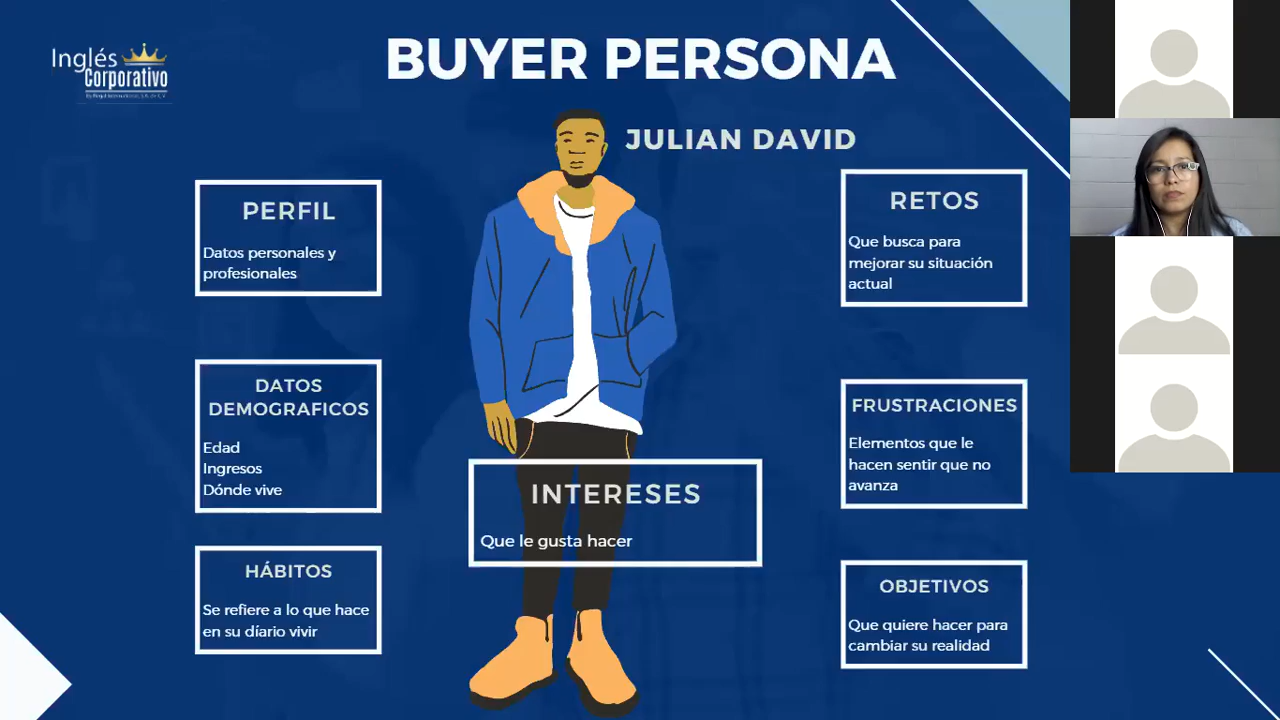 Inglés
Corporativo
BUYER PERSONA
JULIAN DAVID
PERFIL
Datos personales y
profesionales
DATOS
DEMOGRAFICOS
Edad
Ingresos
Dónde vive
HÁBITOS
Se refiere a lo que hace
en su díario vivir
INTERESES
Que le gusta hacer
RETOS
Que busca para
mejorar su situación
actual
FRUSTRACIONES
Elementos que le
hacen sentir que no
avanza
OBJETIVOS
Que quiere hacer para
cambiar su realidad